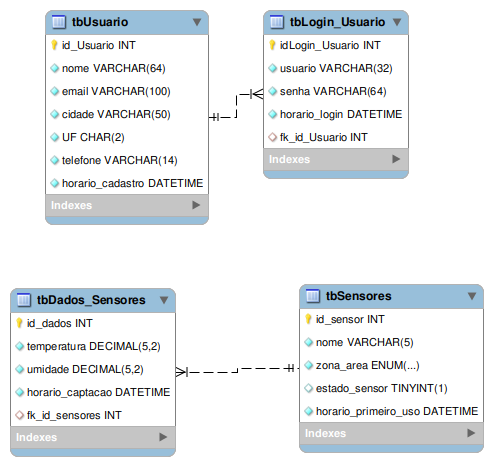 tbUsuario
id_Usuario INT
nome VARCHAR(64)
email VARCHAR(100)
cidade VARCHAR(50)
UF CHAR(2)
telefone VARCHAR(14)
horario_cadastro DATETIME
Indexes
tbLogin_Usuario
idLogin_Usuario INT
usuario VARCHAR(32)
senha VARCHAR(64)
horario_login DATETIME
fk_id_Usuario INT
Indexes
tbDados_Sensores
id_dados INT
temperatura DECIMAL(5,2)
umidade DECIMAL(5,2)
horario_captacao DATETIME
fk_id_sensores INT
Indexes
tbSensores
id_sensor INT
nome VARCHAR(5)
zona_area ENUM(...)
estado_sensor TINYINT(1)
horario_primeiro_uso DATETIME
Indexes